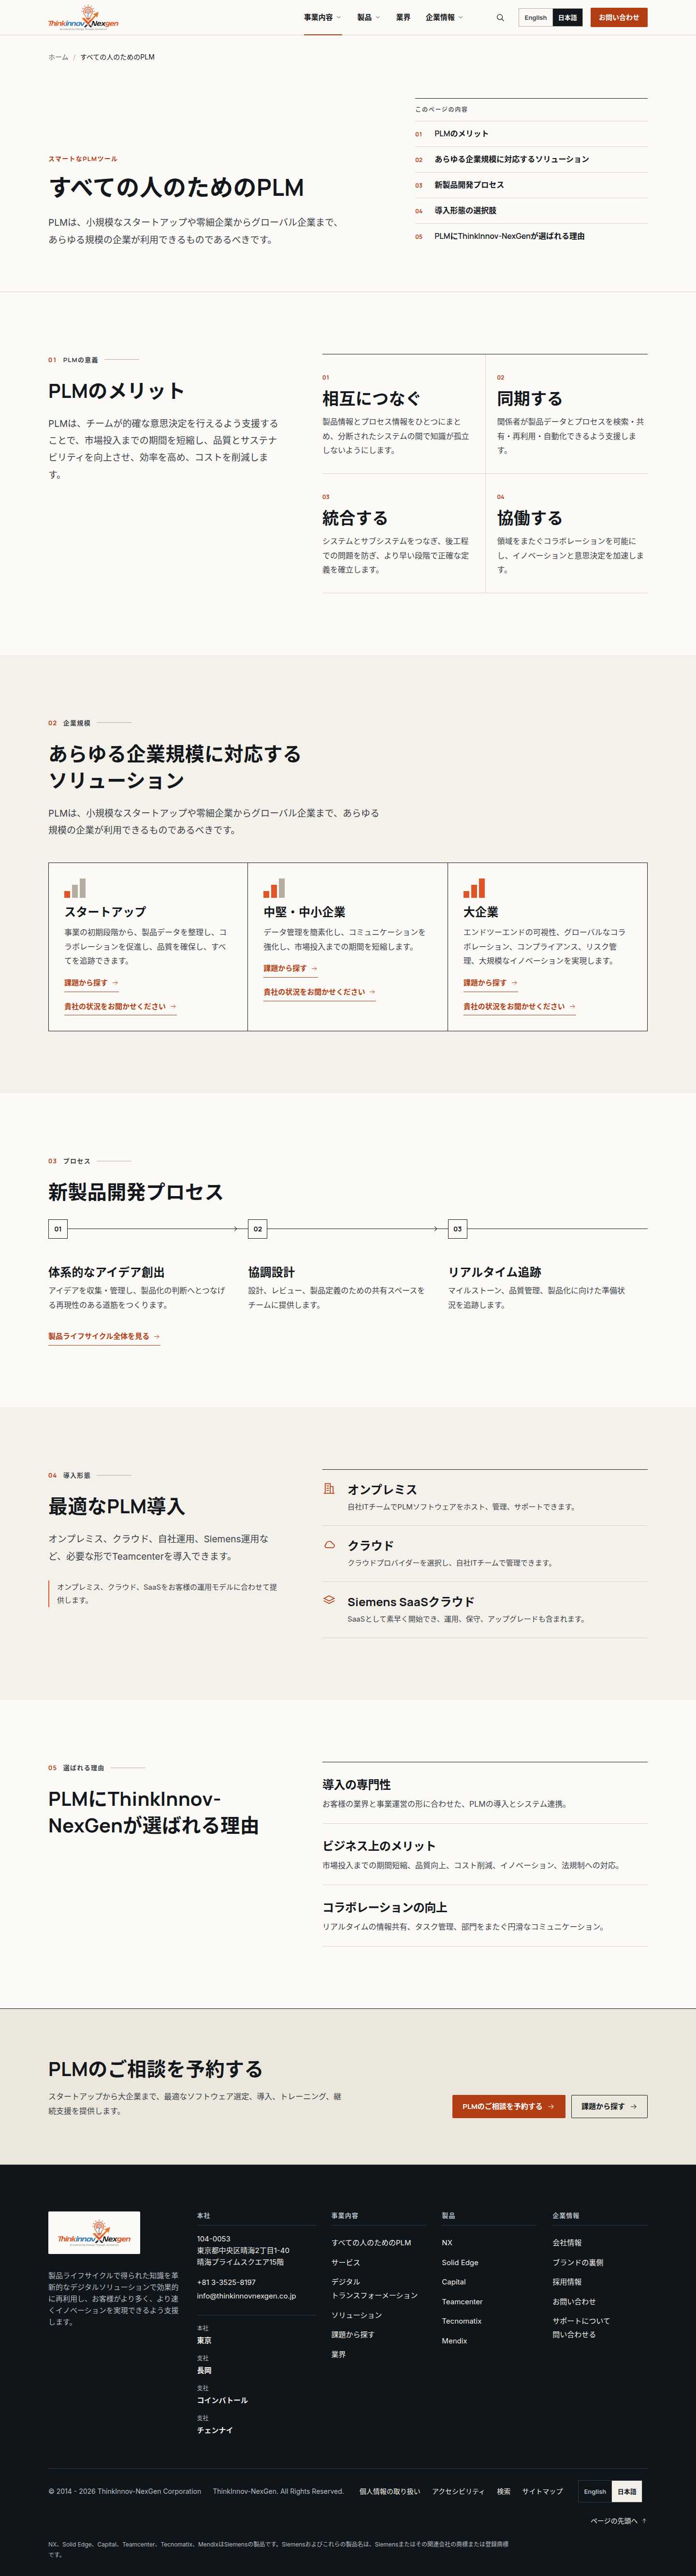 ThinkInnovXNexgen
事業内容
製品
業界
企業情報
English
日本語
お問い合わせ
ホーム / すべての人のためのPLM
スマートなPLMツール
すべての人のためのPLM
PLMは、小規模なスタートアップや零細企業からグローバル企業まで、
あらゆる規模の企業が利用できるものであるべきです。
このページの内容
01 PLMのメリット
02 あらゆる企業規模に対応するソリューション
03 新製品開発プロセス
04 導入形態の選択肢
05 PLMにThinkInnov-NexGenが選ばれる理由
01 PLMの意義
PLMのメリット
PLMは、チームが的確な意思決定を行えるよう支援する
ことで、市場投入までの期間を短縮し、品質とサステナ
ビリティを向上させ、効率を高め、コストを削減しま
す。
01
相互につなぐ
製品情報とプロセス情報をひとつにまと
め、分断されたシステムの間で知識が孤立
しないようにします。
02
同期する
関係者が製品データとプロセスを検索・共
有・再利用・自動化できるよう支援しま
す。
03
統合する
システムとサブシステムをつなぎ、後工程
での問題を防ぎ、より早い段階で正確な定
義を確立します。
04
協働する
領域をまたぐコラボレーションを可能に
し、イノベーションと意思決定を加速しま
す。
02 企業規模
あらゆる企業規模に対応する
ソリューション
PLMは、小規模なスタートアップや零細企業からグローバル企業まで、あらゆる
規模の企業が利用できるものであるべきです。
スタートアップ
事業の初期段階から、製品データを整理し、コ
ラボレーションを促進し、品質を確保し、すべ
てを追跡できます。
課題から探す →
貴社の状況をお聞かせください →
中堅・中小企業
データ管理を簡素化し、コミュニケーションを
強化し、市場投入までの期間を短縮します。
課題から探す →
貴社の状況をお聞かせください →
大企業
エンドツーエンドの可視性、グローバルなコラ
ボレーション、コンプライアンス、リスク管
理、大規模なイノベーションを実現します。
課題から探す →
貴社の状況をお聞かせください →
03 プロセス
新製品開発プロセス
01
体系的なアイデア創出
アイデアを収集・管理し、製品化の判断へとつなげ
る再現性のある道筋をつくります。
02
協調設計
設計、レビュー、製品定義のための共有スペースを
チームに提供します。
03
リアルタイム追跡
マイルストーン、品質管理、製品化に向けた準備状
況を追跡します。
製品ライフサイクル全体を見る →
04 導入形態
最適なPLM導入
オンプレミス、クラウド、自社運用、Siemens運用な
ど、必要な形でTeamcenterを導入できます。
オンプレミス、クラウド、SaaSをお客様の運用モデルに合わせて提
供します。
オンプレミス
自社ITチームでPLMソフトウェアをホスト、管理、サポートできます。
クラウド
クラウドプロバイダーを選択し、自社ITチームで管理できます。
Siemens SaaSクラウド
SaaSとして素早く開始でき、運用、保守、アップグレードも含まれます。
05 選ばれる理由
PLMにThinkInnov-
NexGenが選ばれる理由
導入の専門性
お客様の業界と事業運営の形に合わせた、PLMの導入とシステム連携。
ビジネス上のメリット
市場投入までの期間短縮、品質向上、コスト削減、イノベーション、法規制への対応。
コラボレーションの向上
リアルタイムの情報共有、タスク管理、部門をまたぐ円滑なコミュニケーション。
PLMのご相談を予約する
スタートアップから大企業まで、最適なソフトウェア選定、導入、トレーニング、継
続支援を提供します。
PLMのご相談を予約する →
課題から探す →
ThinkInnovXNexgen
製品ライフサイクルで得られた知識を革
新的なデジタルソリューションで効果的
に再利用し、お客様がより多く、より速
くイノベーションを実現できるよう支援
します。
本社
104-0053
東京都中央区晴海2丁目1-40
晴海プライムスクエア15階
+81 3-3525-8197
info@thinkinnovnexgen.co.jp
本社
東京
支社
長岡
支社
コインバトール
支社
チェンナイ
事業内容
すべての人のためのPLM
サービス
デジタル
トランスフォーメーション
ソリューション
課題から探す
業界
製品
NX
Solid Edge
Capital
Teamcenter
Tecnomatix
Mendix
企業情報
会社情報
ブランドの裏側
採用情報
お問い合わせ
サポートについて
問い合わせる
© 2014 - 2026 ThinkInnov-NexGen Corporation
ThinkInnov-NexGen. All Rights Reserved.
個人情報の取り扱い
アクセシビリティ
検索
サイトマップ
English
日本語
ページの先頭へ ↑
NX、Solid Edge、Capital、Teamcenter、Tecnomatix、MendixはSiemensの製品です。Siemensおよびこれらの製品名は、Siemensまたはその関連会社の商標または登録商標
です。